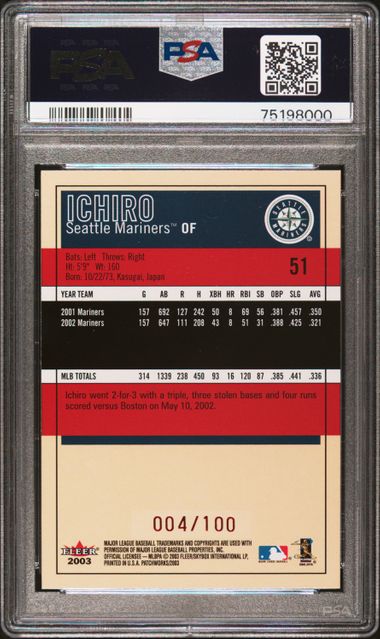 PSA
PSA
75198000
ICHIRO
Seattle Mariners™ OF
SEATTLE MARINERS
Bats: Left Throws: Right
Ht: 5'9" Wt: 160
Born: 10/22/73, Kasugai, Japan
51
YEAR TEAM G AB R H XBH HR RBI SB OBP SLG AVG
2001 Mariners 157 692 127 242 50 8 69 56 .381 .457 .350
2002 Mariners 157 647 111 208 43 8 51 31 .388 .425 .321
MLB TOTALS 314 1339 238 450 93 16 120 87 .385 .441 .336
Ichiro went 2-for-3 with a triple, three stolen bases and four runs
scored versus Boston on May 10, 2002.
004/100
FLEER
2003
MAJOR LEAGUE BASEBALL TRADEMARKS AND COPYRIGHTS ARE USED WITH
PERMISSION OF MAJOR LEAGUE BASEBALL PROPERTIES, INC.
OFFICIAL LICENSEE – MLBPA © 2003 FLEER/SKYBOX INTERNATIONAL LP
PRINTED IN U.S.A. PATCHWORKS/2003
PSA